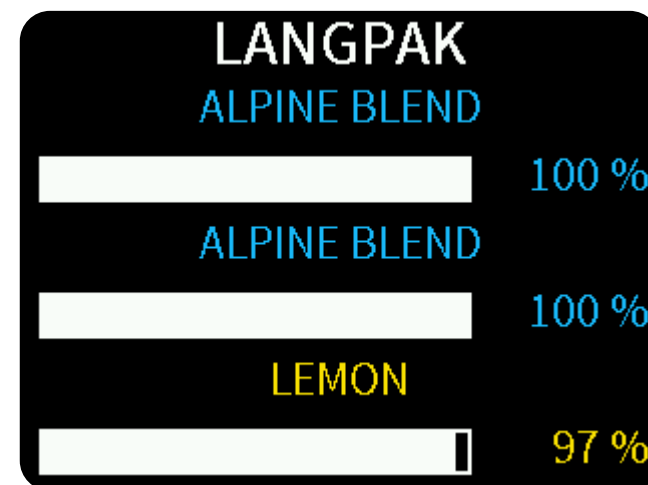 LANGPAK
ALPINE BLEND
100 %
ALPINE BLEND
100 %
LEMON
97 %